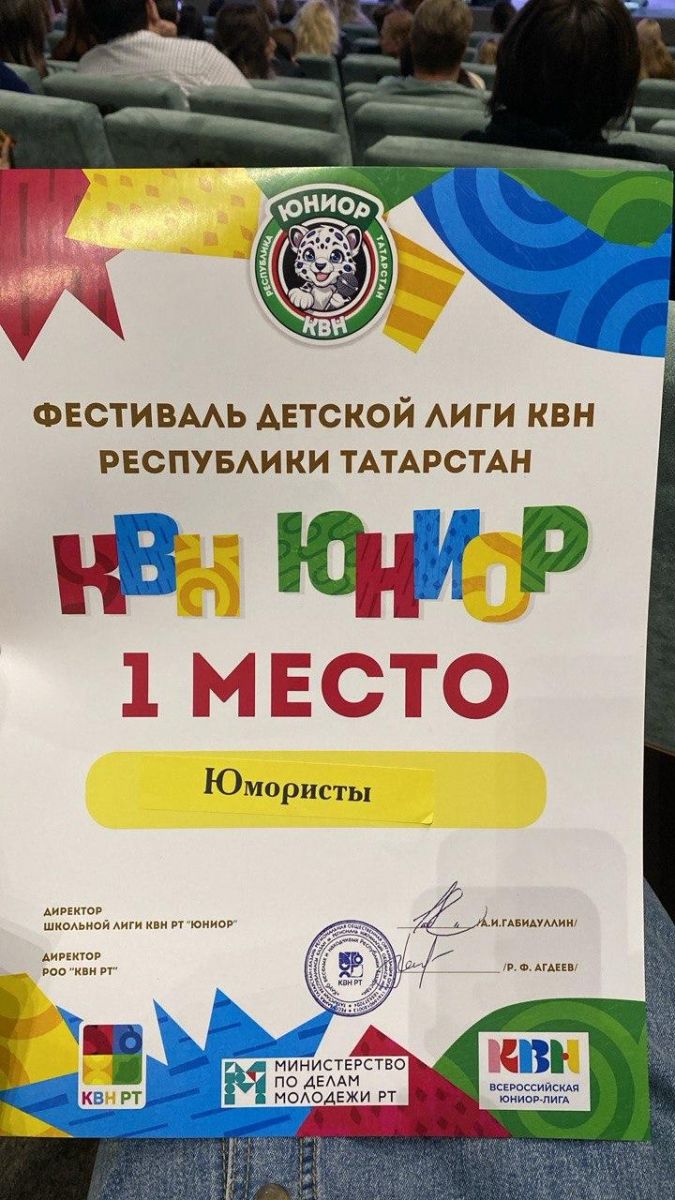 ЮНИОР
РЕСПУБЛИКА
ТАТАРСТАН
КВН
ФЕСТИВАЛЬ ДЕТСКОЙ ЛИГИ КВН
РЕСПУБЛИКИ ТАТАРСТАН
КВН ЮНИОР
1 МЕСТО
Юмористы
ДИРЕКТОР
ШКОЛЬНОЙ ЛИГИ КВН РТ "ЮНИОР"
/А.И.ГАБИДУЛЛИН/
ДИРЕКТОР
РОО "КВН РТ"
/Р. Ф. АГДЕЕВ/
КВН РТ
КВН РТ
МИНИСТЕРСТВО
ПО ДЕЛАМ
МОЛОДЕЖИ РТ
КВН
ВСЕРОССИЙСКАЯ
ЮНИОР-ЛИГА